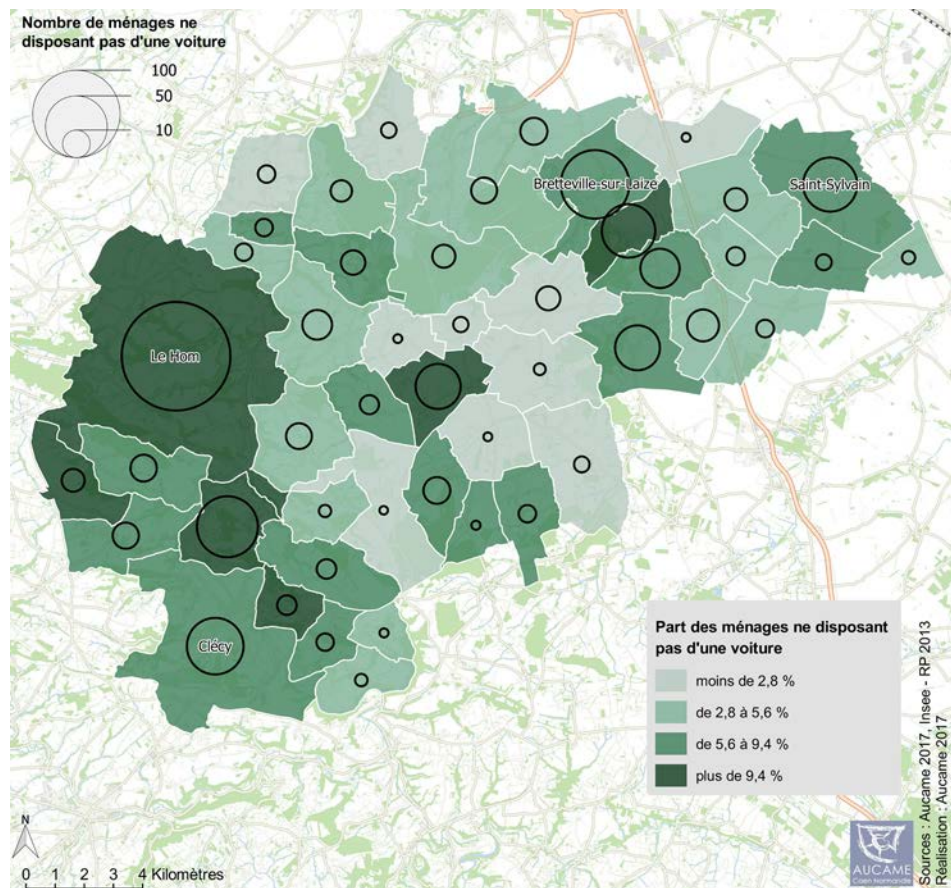 Nombre de ménages ne
disposant pas d'une voiture
100
50
10
Bretteville-sur-Laize
Saint-Sylvain
Le Hom
Clécy
Part des ménages ne disposant
pas d'une voiture
moins de 2,8 %
de 2,8 à 5,6 %
de 5,6 à 9,4 %
plus de 9,4 %
N
0 1 2 3 4 Kilomètres
AUCAME
Caen Normandie
Sources : Aucame 2017, Insee - RP 2013
Réalisation : Aucame 2017